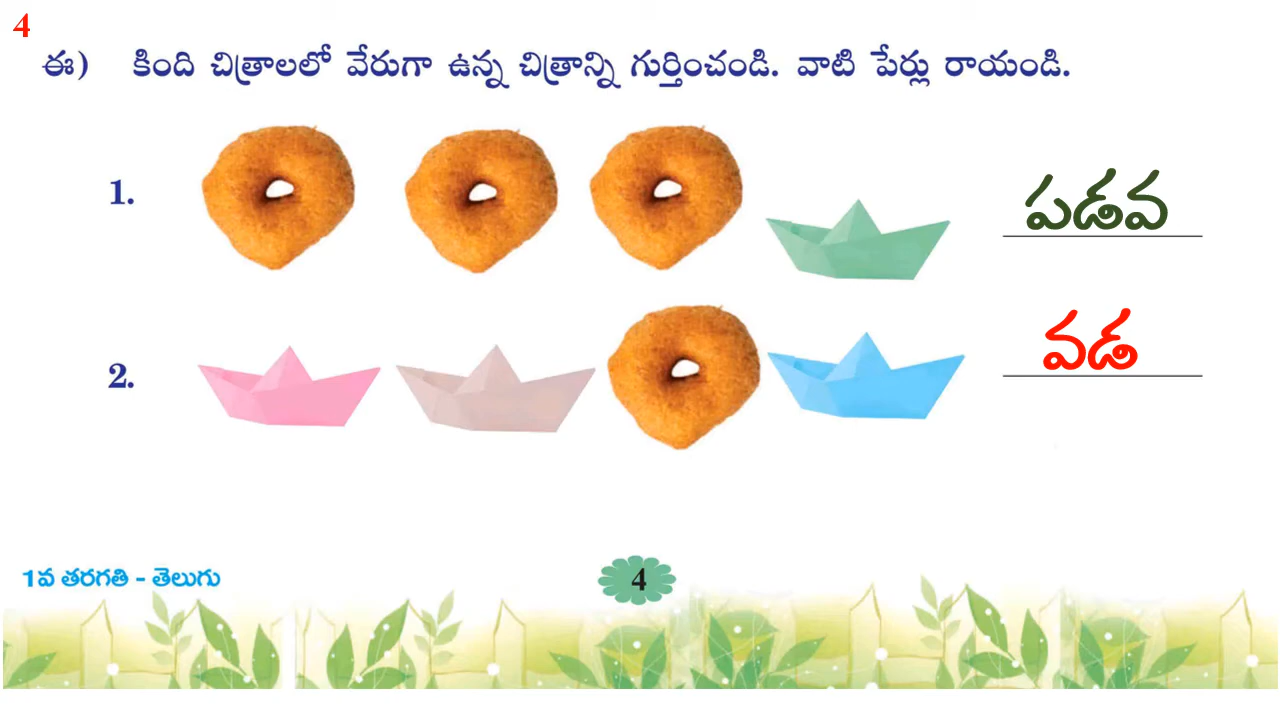 4
ఈ) కింది చిత్రాలలో వేరుగా ఉన్న చిత్రాన్ని గుర్తించండి. వాటి పేర్లు రాయండి.
1. పడవ
2. వడ
1వ తరగతి - తెలుగు 4